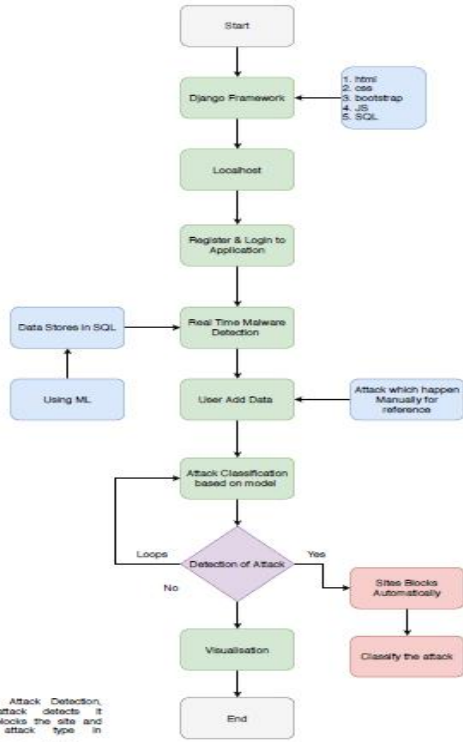 Start
Django Framework
1. html
2. css
3. bootstrap
4. JS
5. SQL
Localhost
Register & Login to
Application
Data Stores in SQL
Real Time Malware
Detection
Using ML
User Add Data
Attack which happen
Manually for
reference
Attack Classification
based on model
Loops
Detection of Attack
Yes
No
Sites Blocks
Automatically
Visualisation
Classify the attack
End
Attack Detection,
attack detects it
blocks the site and
attack type in